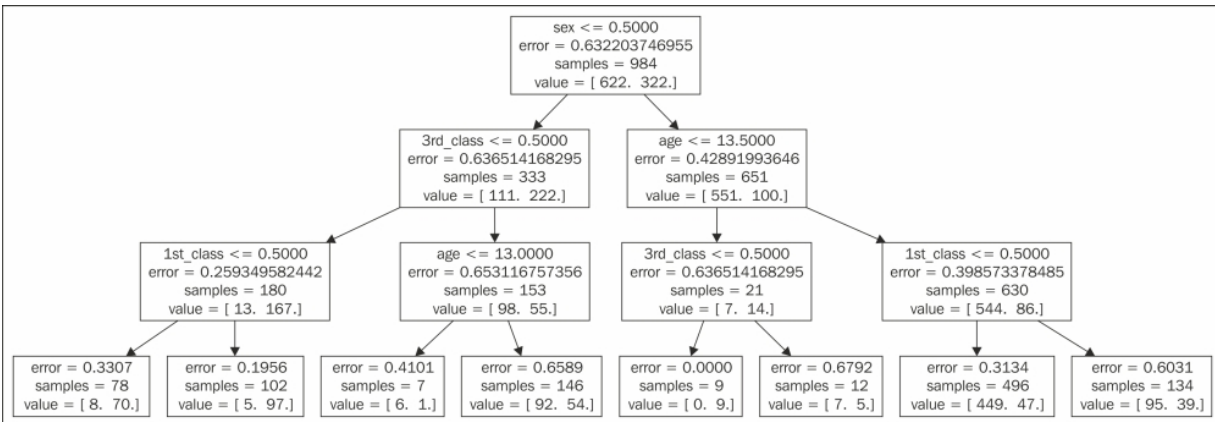 sex <= 0.5000
error = 0.632203746955
samples = 984
value = [ 622. 322.]
3rd_class <= 0.5000
error = 0.636514168295
samples = 333
value = [ 111. 222.]
age <= 13.5000
error = 0.42891993646
samples = 651
value = [ 551. 100.]
1st_class <= 0.5000
error = 0.259349582442
samples = 180
value = [ 13. 167.]
age <= 13.0000
error = 0.653116757356
samples = 153
value = [ 98. 55.]
3rd_class <= 0.5000
error = 0.636514168295
samples = 21
value = [ 7. 14.]
1st_class <= 0.5000
error = 0.398573378485
samples = 630
value = [ 544. 86.]
error = 0.3307
samples = 78
value = [ 8. 70.]
error = 0.1956
samples = 102
value = [ 5. 97.]
error = 0.4101
samples = 7
value = [ 6. 1.]
error = 0.6589
samples = 146
value = [ 92. 54.]
error = 0.0000
samples = 9
value = [ 0. 9.]
error = 0.6792
samples = 12
value = [ 7. 5.]
error = 0.3134
samples = 496
value = [ 449. 47.]
error = 0.6031
samples = 134
value = [ 95. 39.]